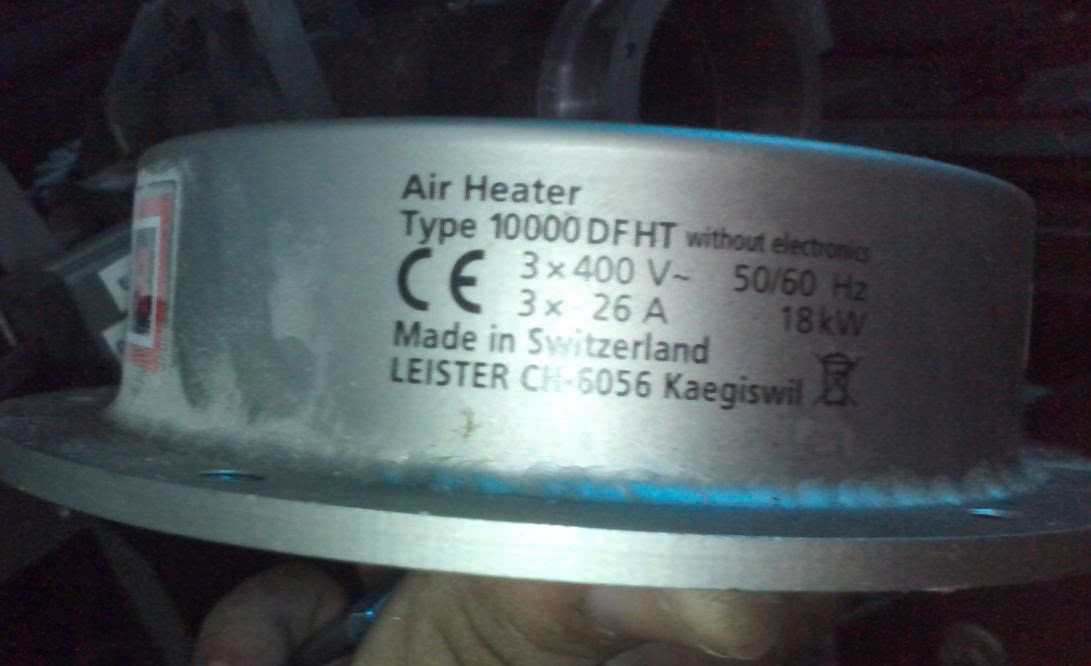 Air Heater
Type 10000 DF HT without electronics
CE 3 x 400 V~ 50/60 Hz
3 x 26 A 18 kW
Made in Switzerland
LEISTER CH-6056 Kaegiswil